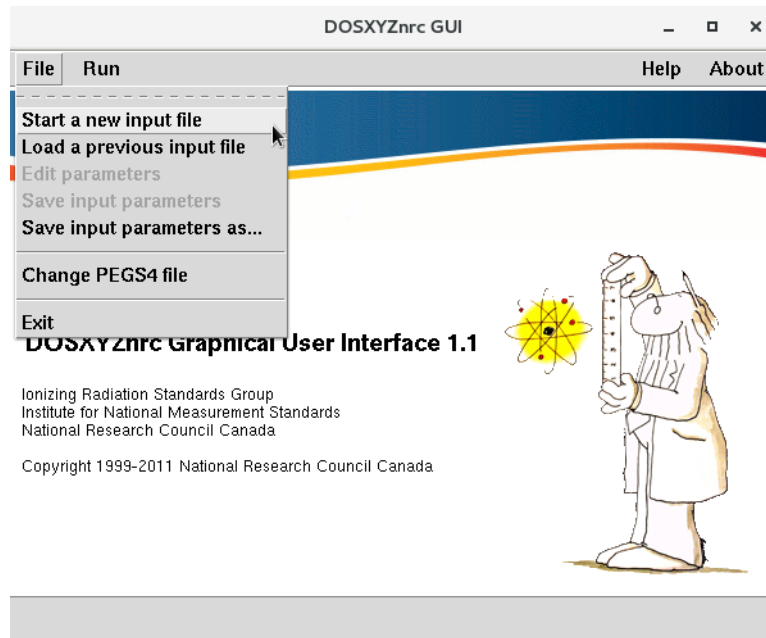 DOSXYZnrc GUI
File Run Help About
Start a new input file
Load a previous input file
Edit parameters
Save input parameters
Save input parameters as...
Change PEGS4 file
Exit
DOSXYZnrc Graphical User Interface 1.1
Ionizing Radiation Standards Group
Institute for National Measurement Standards
National Research Council Canada
Copyright 1999-2011 National Research Council Canada